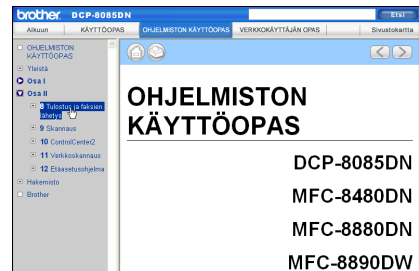 brother DCP-8085DN
Etsi
Alkuun
KÄYTTÖOPAS
OHJELMISTON KÄYTTÖOPAS
VERKKOKÄYTTÄJÄN OPAS
Sivustokartta
OHJELMISTON
KÄYTTÖOPAS
Yleistä
Osa I
Osa II
8 Tulostus ja faksien
lähetys
9 Skannaus
10 ControlCenter2
11 Verkkoskannaus
12 Etäasetusohjelma
Hakemisto
Brother
OHJELMISTON
KÄYTTÖOPAS
DCP-8085DN
MFC-8480DN
MFC-8880DN
MFC-8890DW